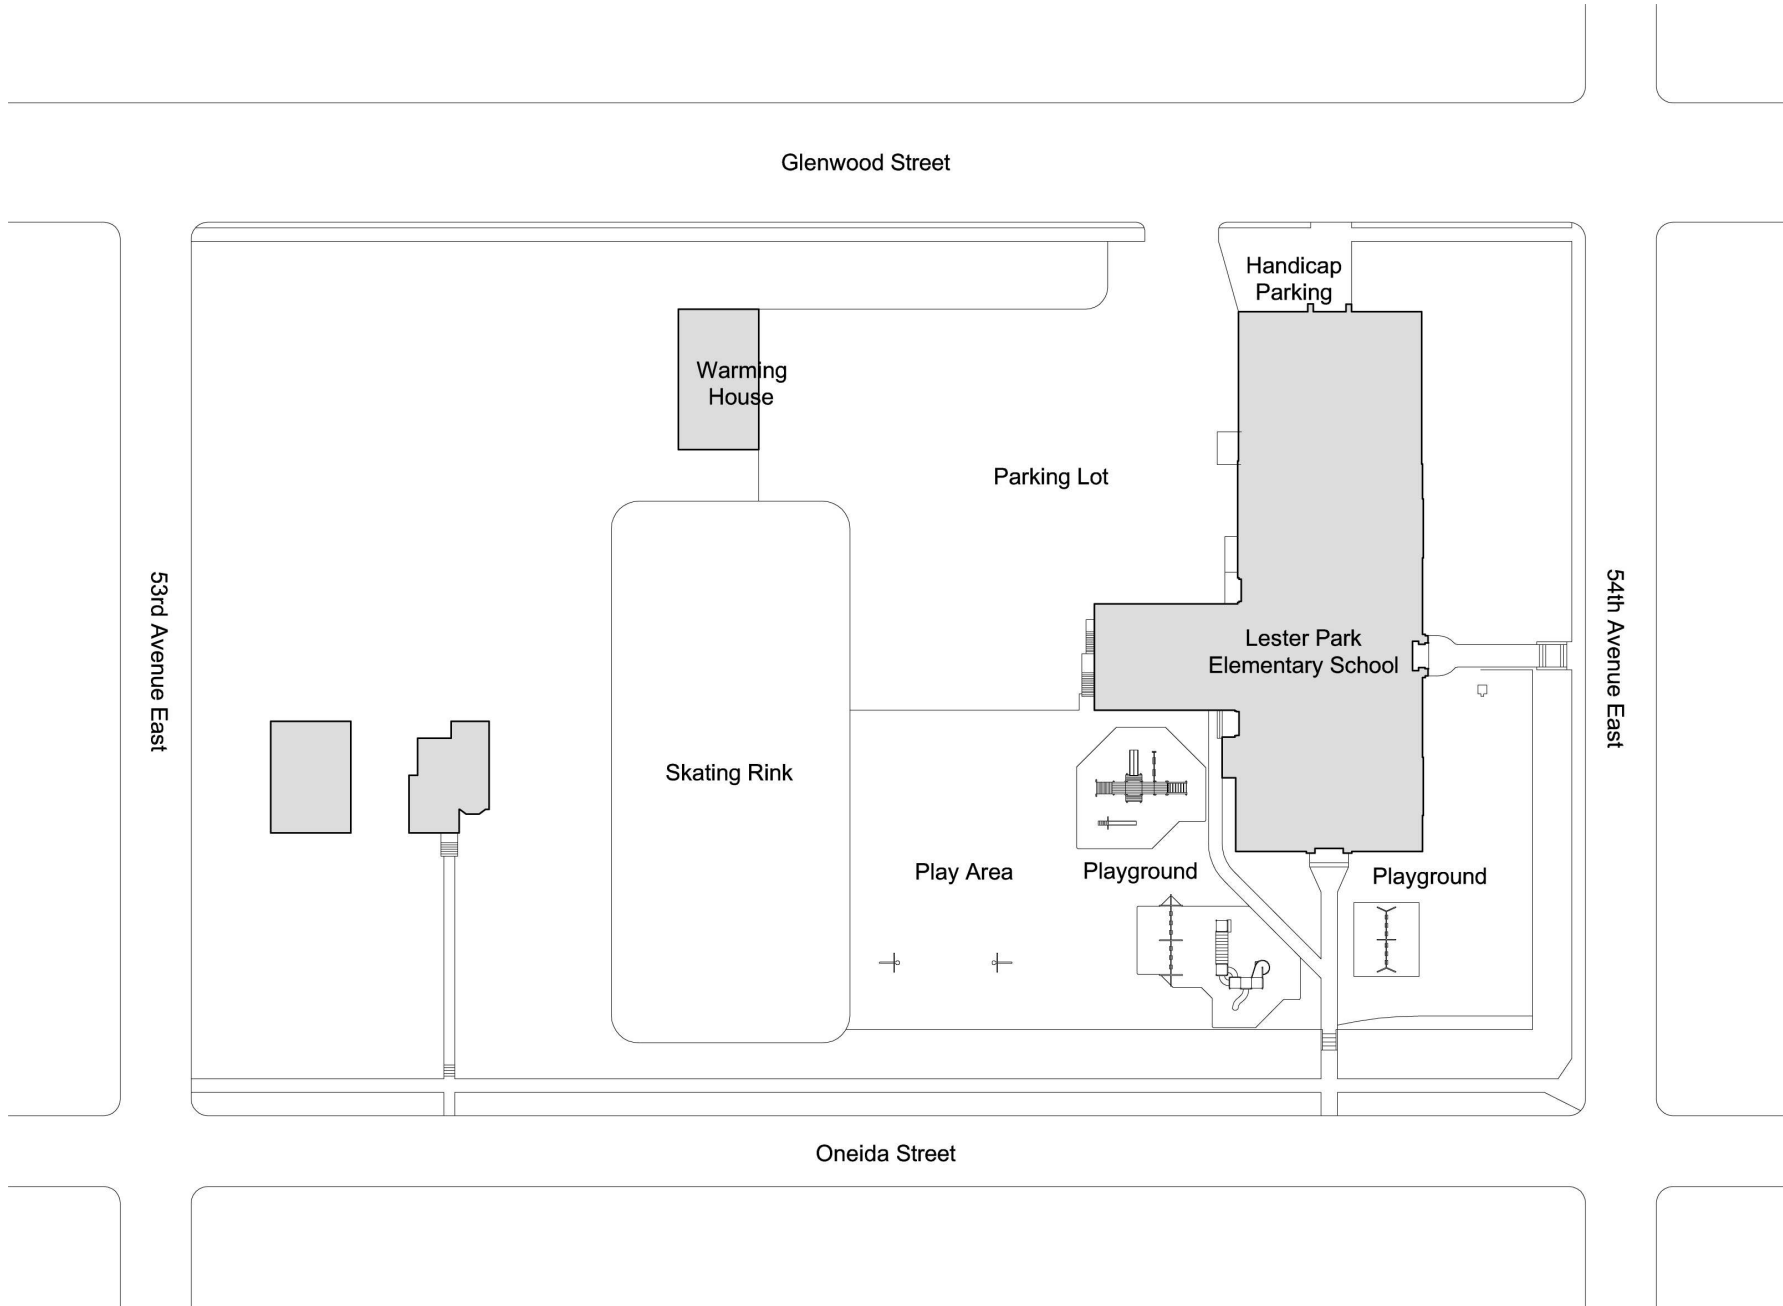 Glenwood Street
Handicap
Parking
Warming
House
Parking Lot
53rd Avenue East
54th Avenue East
Lester Park
Elementary School
Skating Rink
Play Area
Playground
Playground
Oneida Street